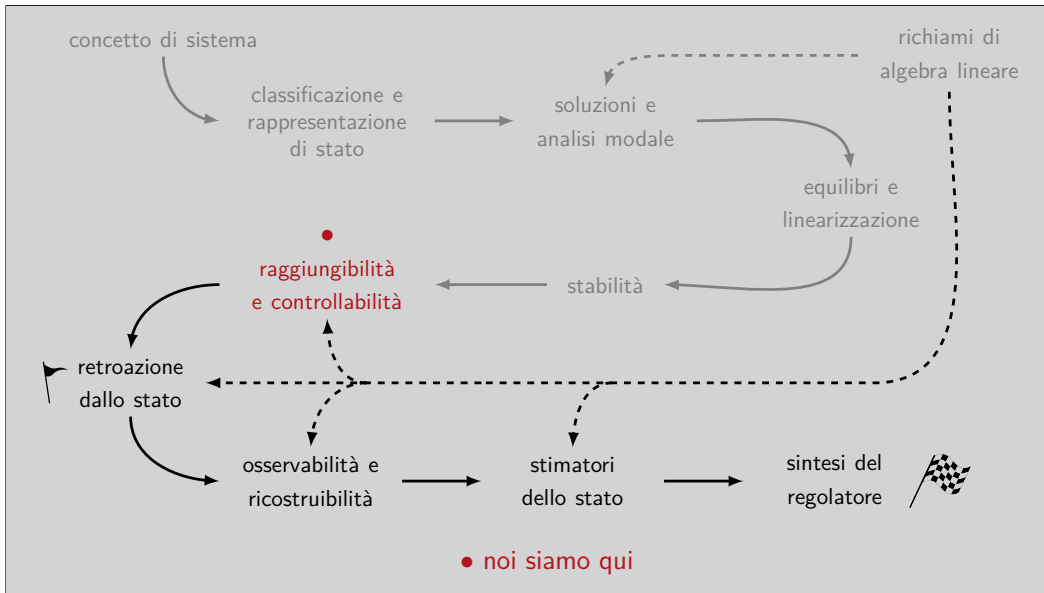 concetto di sistema
richiami di
algebra lineare
classificazione e
rappresentazione
di stato
soluzioni e
analisi modale
equilibri e
linearizzazione
raggiungibilità
e controllabilità
stabilità
retroazione
dallo stato
osservabilità e
ricostruibilità
stimatori
dello stato
sintesi del
regolatore
noi siamo qui